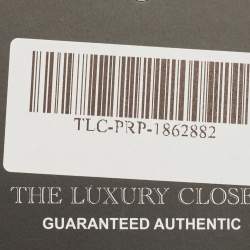 TLC-PRP-1862882
THE LUXURY CLOSE
GUARANTEED AUTHENTIC